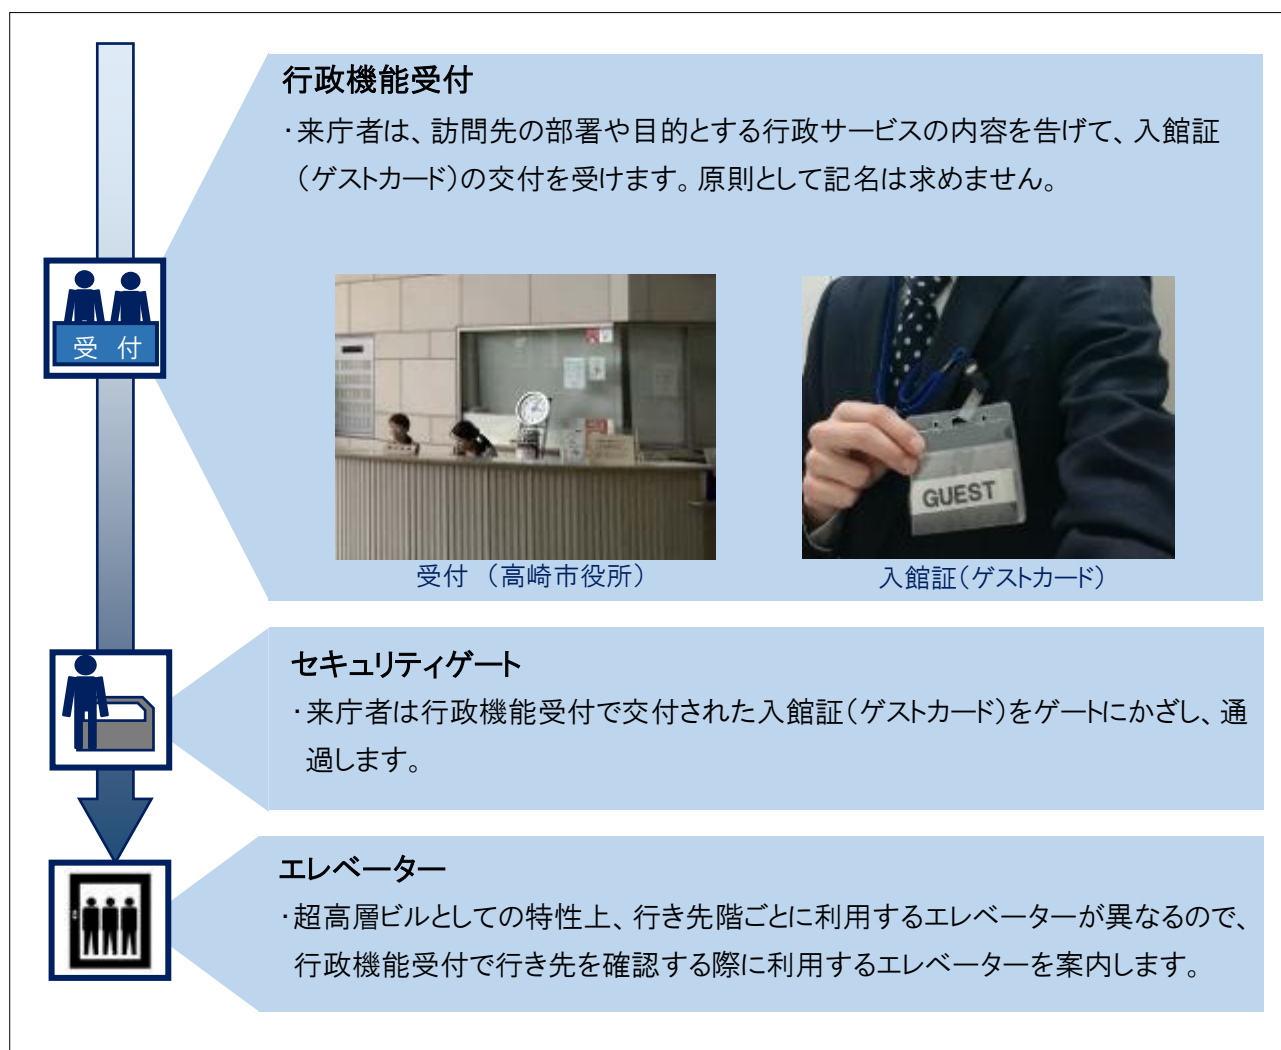 行政機能受付
・来庁者は、訪問先の部署や目的とする行政サービスの内容を告げて、入館証
（ゲストカード）の交付を受けます。原則として記名は求めません。
受 付
GUEST
受付 （高崎市役所）
入館証（ゲストカード）
セキュリティゲート
・来庁者は行政機能受付で交付された入館証（ゲストカード）をゲートにかざし、通
過します。
エレベーター
・超高層ビルとしての特性上、行き先階ごとに利用するエレベーターが異なるので、
行政機能受付で行き先を確認する際に利用するエレベーターを案内します。